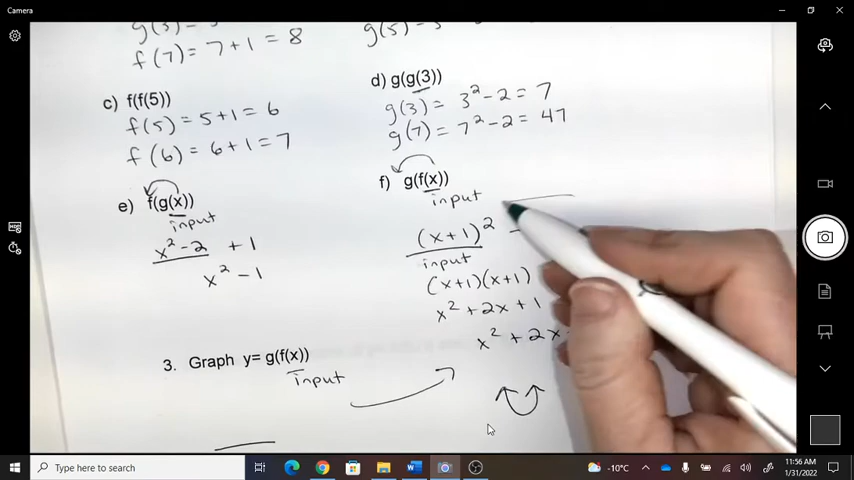 Camera
g(3) =
f(7) = 7+1 = 8
g(5) =
c) f(f(5))
f(5) = 5+1 = 6
f(6) = 6+1 = 7
d) g(g(3))
g(3) = 3²-2 = 7
g(7) = 7²-2 = 47
e) f(g(x))
input
x²-2 +1
x² - 1
f) g(f(x))
input
(x+1)²
input
(x+1)(x+1)
x² + 2x + 1
x² + 2x
3. Graph y= g(f(x))
input
Type here to search
-10°C
11:56 AM
1/31/2022